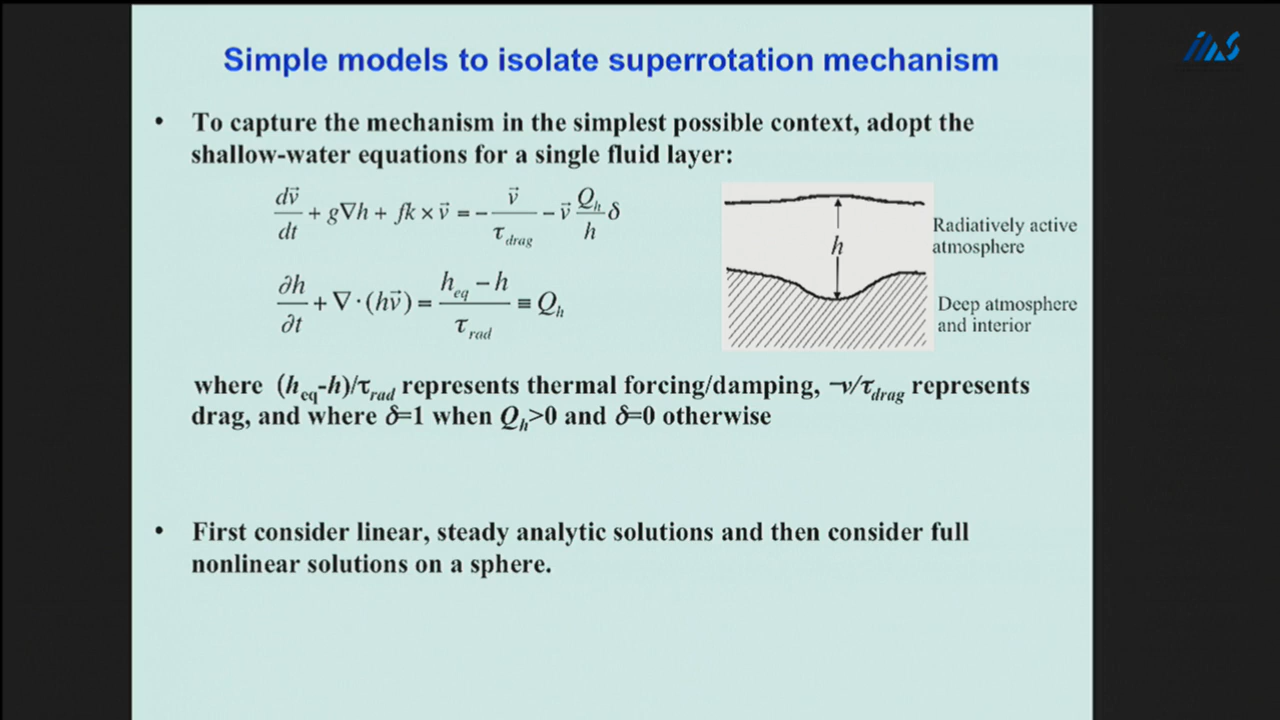 ims
Simple models to isolate superrotation mechanism
• To capture the mechanism in the simplest possible context, adopt the
shallow-water equations for a single fluid layer:
dv⃗/dt + g∇h + fk × v⃗ = − v⃗/τ_drag − v⃗ (Q_h/h) δ
∂h/∂t + ∇ · (hv⃗) = (h_eq − h)/τ_rad ≡ Q_h
h
Radiatively active
atmosphere
Deep atmosphere
and interior
where (h_eq-h)/τ_rad represents thermal forcing/damping, -v/τ_drag represents
drag, and where δ=1 when Q_h>0 and δ=0 otherwise
• First consider linear, steady analytic solutions and then consider full
nonlinear solutions on a sphere.